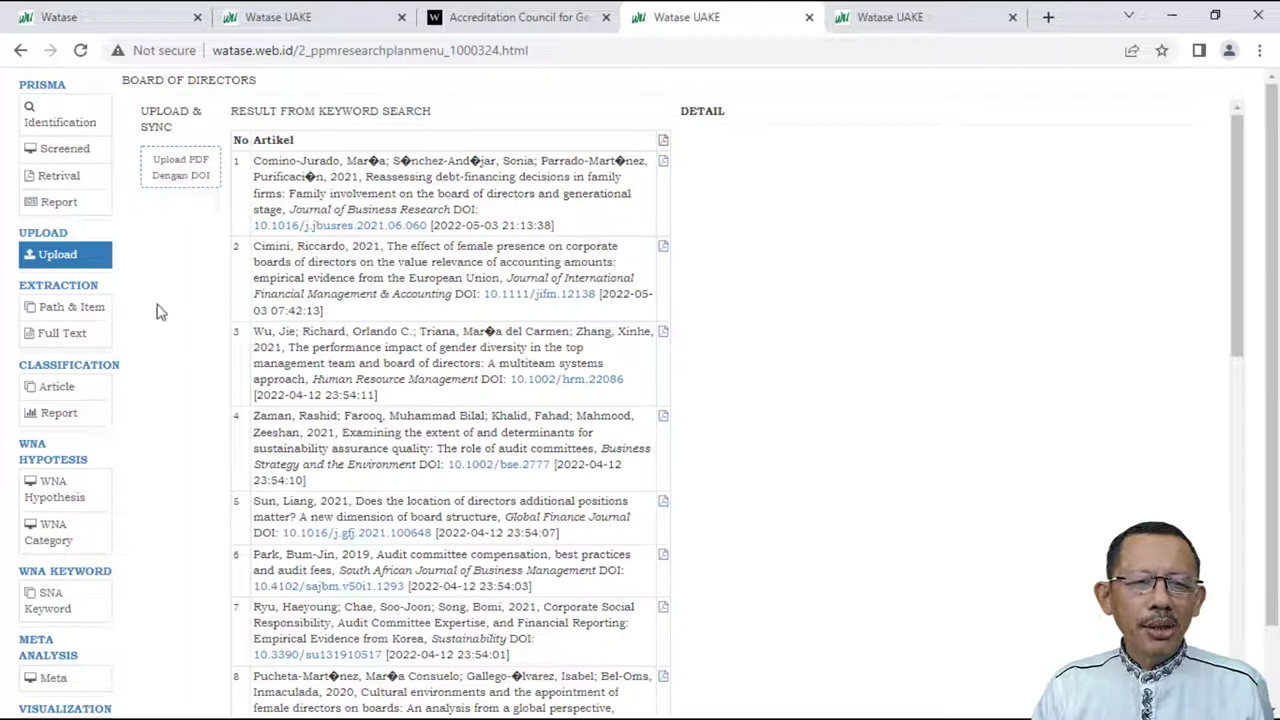 Watase
Watase UAKE
Accreditation Council for Ge
Watase UAKE
Watase UAKE
Not secure
watase.web.id/2_ppmresearchplanmenu_1000324.html
PRISMA
Identification
Screened
Retrival
Report
UPLOAD
Upload
EXTRACTION
Path & Item
Full Text
CLASSIFICATION
Article
Report
WNA
HYPOTESIS
WNA
Hypothesis
WNA
Category
WNA KEYWORD
SNA
Keyword
META
ANALYSIS
Meta
VISUALIZATION
BOARD OF DIRECTORS
UPLOAD &
SYNC
Upload PDF
Dengan DOI
RESULT FROM KEYWORD SEARCH
No Artikel
1 Comino-Jurado, Mar�a; S�nchez-And�jar, Sonia; Parrado-Mart�nez,
Purificaci�n, 2021, Reassessing debt-financing decisions in family
firms: Family involvement on the board of directors and generational
stage, Journal of Business Research DOI:
10.1016/j.jbusres.2021.06.060 [2022-05-03 21:13:38]
2 Cimini, Riccardo, 2021, The effect of female presence on corporate
boards of directors on the value relevance of accounting amounts:
empirical evidence from the European Union, Journal of International
Financial Management & Accounting DOI: 10.1111/jifm.12138 [2022-05-
03 07:42:13]
3 Wu, Jie; Richard, Orlando C.; Triana, Mar�a del Carmen; Zhang, Xinhe,
2021, The performance impact of gender diversity in the top
management team and board of directors: A multiteam systems
approach, Human Resource Management DOI: 10.1002/hrm.22086
[2022-04-12 23:54:11]
4 Zaman, Rashid; Farooq, Muhammad Bilal; Khalid, Fahad; Mahmood,
Zeeshan, 2021, Examining the extent of and determinants for
sustainability assurance quality: The role of audit committees, Business
Strategy and the Environment DOI: 10.1002/bse.2777 [2022-04-12
23:54:10]
5 Sun, Liang, 2021, Does the location of directors additional positions
matter? A new dimension of board structure, Global Finance Journal
DOI: 10.1016/j.gfj.2021.100648 [2022-04-12 23:54:07]
6 Park, Bum-Jin, 2019, Audit committee compensation, best practices
and audit fees, South African Journal of Business Management DOI:
10.4102/sajbm.v50i1.1293 [2022-04-12 23:54:03]
7 Ryu, Haeyoung; Chae, Soo-Joon; Song, Bomi, 2021, Corporate Social
Responsibility, Audit Committee Expertise, and Financial Reporting:
Empirical Evidence from Korea, Sustainability DOI:
10.3390/su131910517 [2022-04-12 23:54:01]
8 Pucheta-Mart�nez, Mar�a Consuelo; Gallego-�lvarez, Isabel; Bel-Oms,
Inmaculada, 2020, Cultural environments and the appointment of
female directors on boards: An analysis from a global perspective,
DETAIL